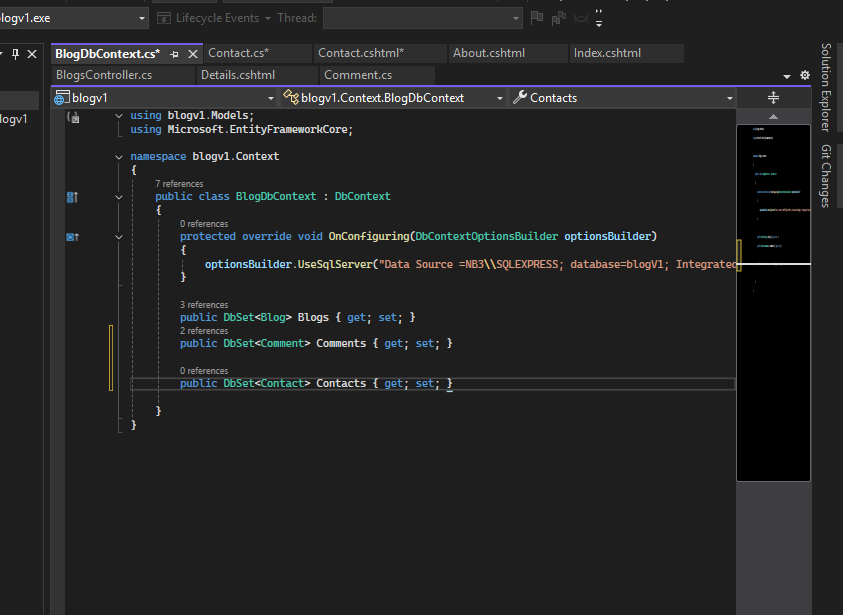 logv1.exe
Lifecycle Events
Thread:
BlogDbContext.cs*
Contact.cs*
Contact.cshtml*
About.cshtml
Index.cshtml
BlogsController.cs
Details.cshtml
Comment.cs
blogv1
blogv1.Context.BlogDbContext
Contacts
logv1
Solution Explorer
Git Changes
using blogv1.Models;
using Microsoft.EntityFrameworkCore;
namespace blogv1.Context
{
7 references
public class BlogDbContext : DbContext
{
0 references
protected override void OnConfiguring(DbContextOptionsBuilder optionsBuilder)
{
optionsBuilder.UseSqlServer("Data Source =NB3\\SQLEXPRESS; database=blogV1; Integrated
}
3 references
public DbSet<Blog> Blogs { get; set; }
2 references
public DbSet<Comment> Comments { get; set; }
0 references
public DbSet<Contact> Contacts { get; set; }
}
}